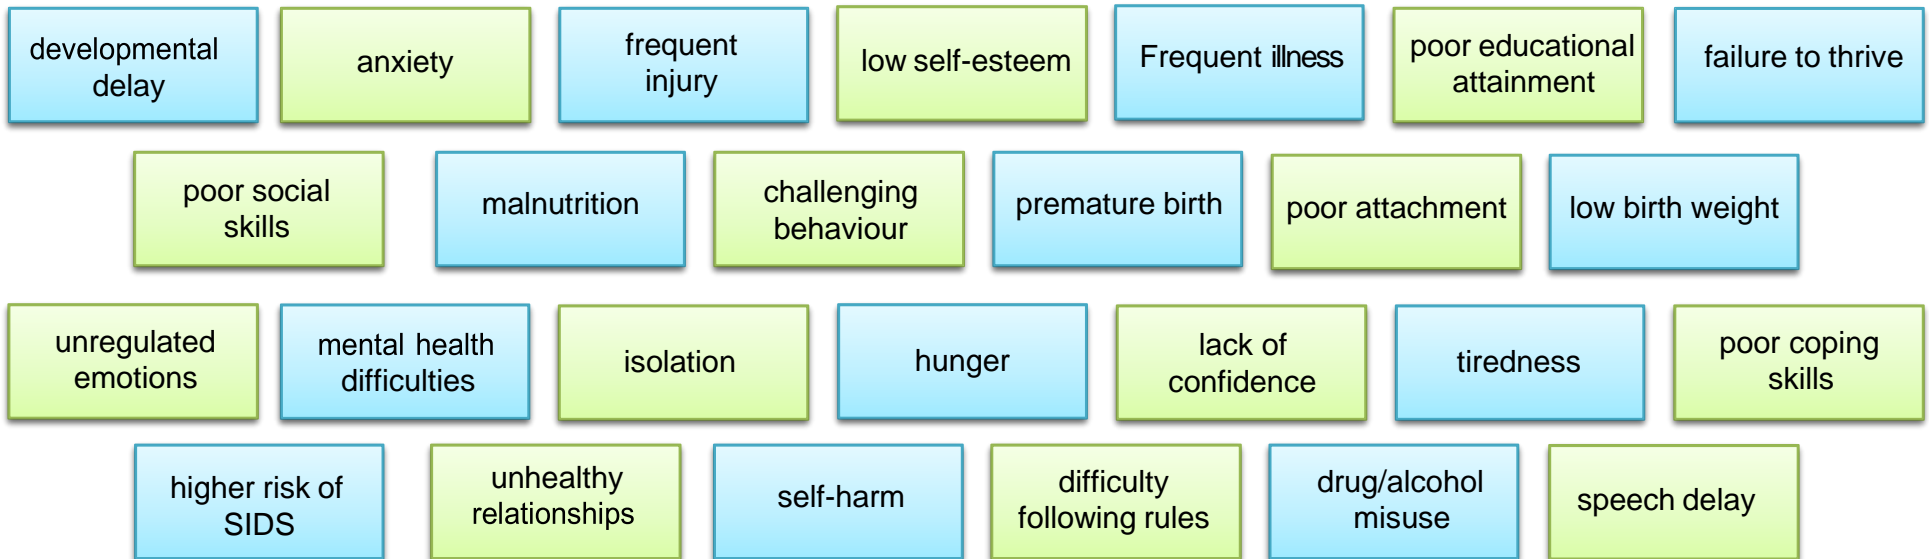 developmental
delay
anxiety
frequent
injury
low self-esteem
Frequent illness
poor educational
attainment
failure to thrive
poor social
skills
malnutrition
challenging
behaviour
premature birth
poor attachment
low birth weight
unregulated
emotions
mental health
difficulties
isolation
hunger
lack of
confidence
tiredness
poor coping
skills
higher risk of
SIDS
unhealthy
relationships
self-harm
difficulty
following rules
drug/alcohol
misuse
speech delay